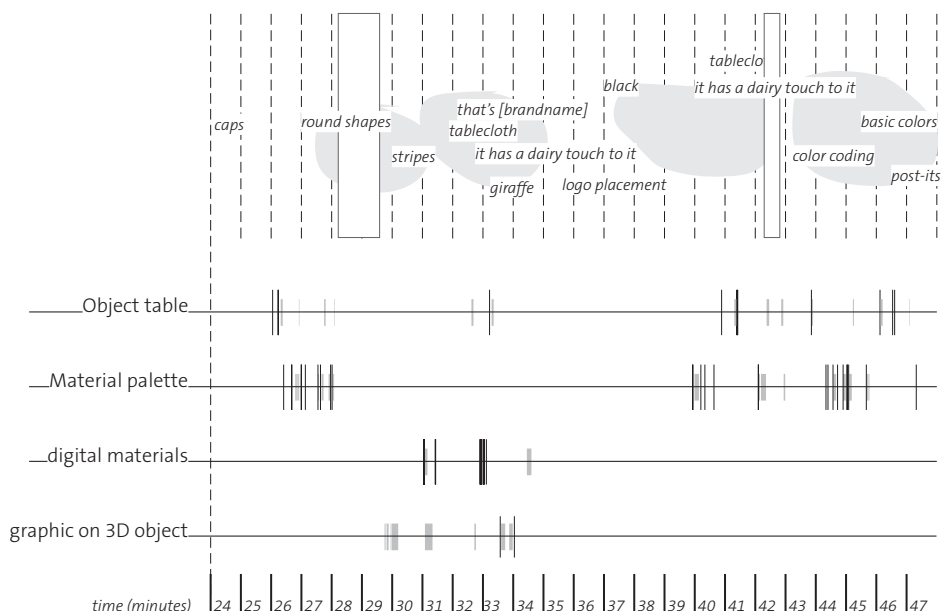 tableclo
black
it has a dairy touch to it
that's [brandname]
caps
round shapes
basic colors
tablecloth
stripes
it has a dairy touch to it
color coding
giraffe
logo placement
post-its
Object table
Material palette
digital materials
graphic on 3D object
time (minutes) 24 25 26 27 28 29 30 31 32 33 34 35 36 37 38 39 40 41 42 43 44 45 46 47